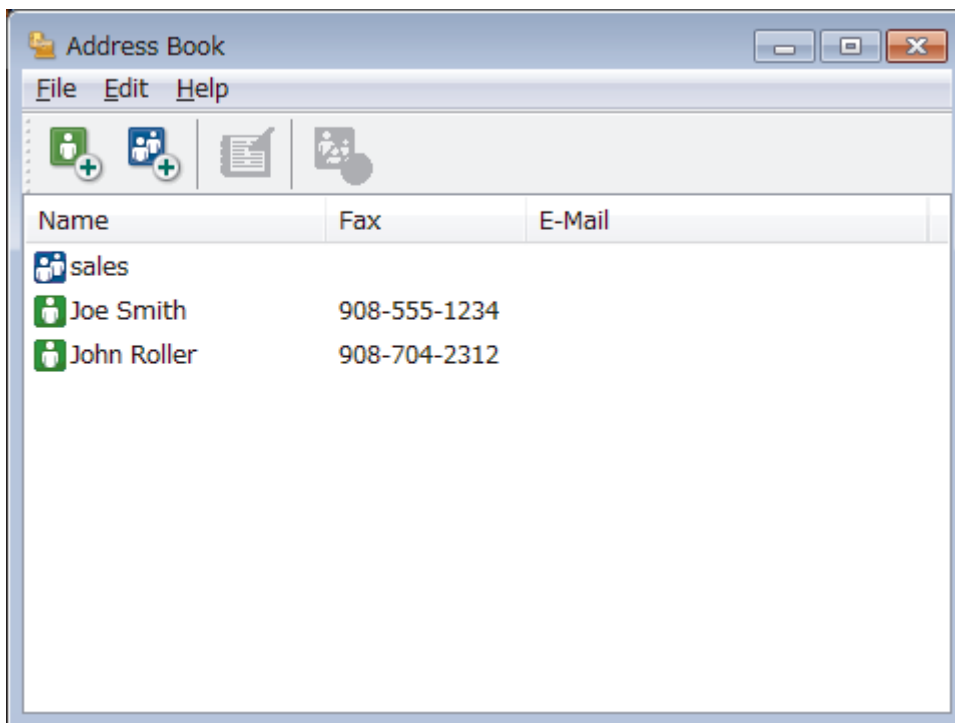 Address Book
File Edit Help
Name Fax E-Mail
sales
Joe Smith 908-555-1234
John Roller 908-704-2312